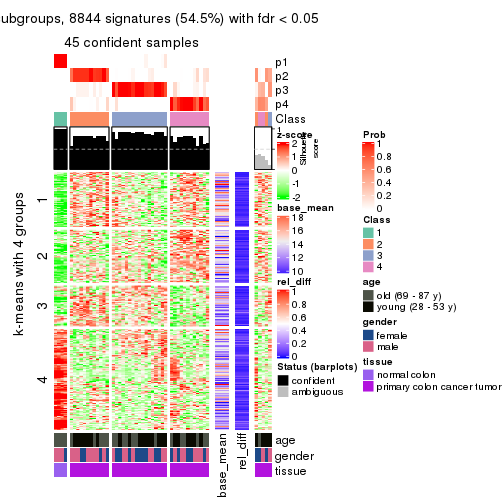 ubgroups, 8844 signatures (54.5%) with fdr < 0.05
45 confident samples
p1
p2
p3
p4
Class
z-score
2
1
0
-1
-2
Silhouette
score
Prob
1
0.8
0.6
0.4
0.2
0
base_mean
18
16
14
12
10
Class
1
2
3
4
rel_diff
1
0.8
0.6
0.4
0.2
0
age
old (69 - 87 y)
young (28 - 53 y)
gender
female
male
Status (barplots)
confident
ambiguous
tissue
normal colon
primary colon cancer tumor
k-means with 4 groups
1
2
3
4
age
gender
tissue
base_mean
rel_diff